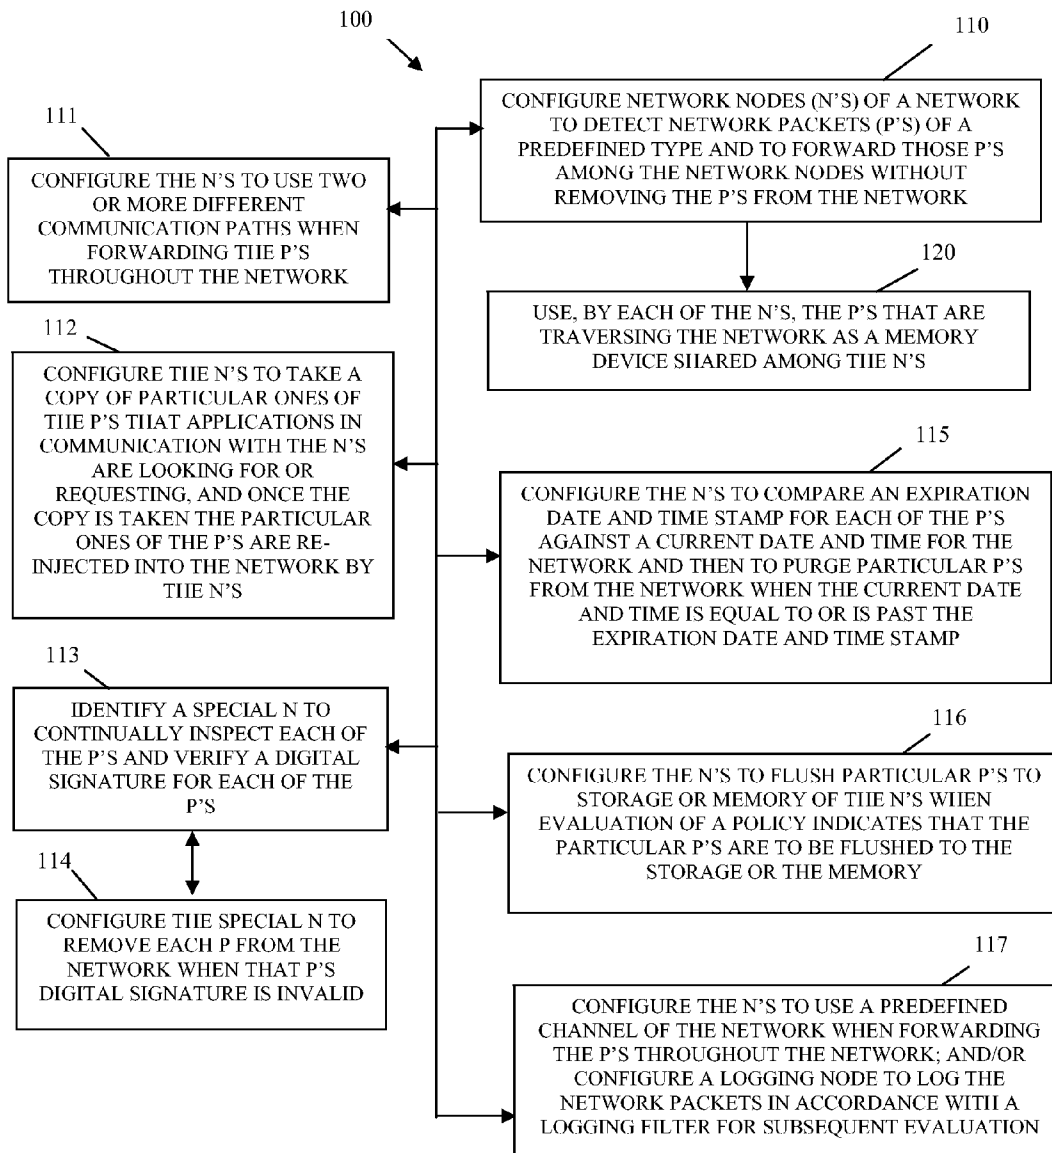 100
110
CONFIGURE NETWORK NODES (N'S) OF A NETWORK
TO DETECT NETWORK PACKETS (P'S) OF A
PREDEFINED TYPE AND TO FORWARD THOSE P'S
AMONG THE NETWORK NODES WITHOUT
REMOVING THE P'S FROM THE NETWORK
111
CONFIGURE THE N'S TO USE TWO
OR MORE DIFFERENT
COMMUNICATION PATHS WHEN
FORWARDING THE P'S
THROUGHOUT THE NETWORK
120
USE, BY EACH OF THE N'S, THE P'S THAT ARE
TRAVERSING THE NETWORK AS A MEMORY
DEVICE SHARED AMONG THE N'S
112
CONFIGURE THE N'S TO TAKE A
COPY OF PARTICULAR ONES OF
THE P'S THAT APPLICATIONS IN
COMMUNICATION WITH THE N'S
ARE LOOKING FOR OR
REQUESTING, AND ONCE THE
COPY IS TAKEN THE PARTICULAR
ONES OF THE P'S ARE RE-
INJECTED INTO THE NETWORK BY
THE N'S
115
CONFIGURE THE N'S TO COMPARE AN EXPIRATION
DATE AND TIME STAMP FOR EACH OF THE P'S
AGAINST A CURRENT DATE AND TIME FOR THE
NETWORK AND THEN TO PURGE PARTICULAR P'S
FROM THE NETWORK WHEN THE CURRENT DATE
AND TIME IS EQUAL TO OR IS PAST THE
EXPIRATION DATE AND TIME STAMP
113
IDENTIFY A SPECIAL N TO
CONTINUALLY INSPECT EACH OF
THE P'S AND VERIFY A DIGITAL
SIGNATURE FOR EACH OF THE
P'S
116
CONFIGURE THE N'S TO FLUSH PARTICULAR P'S TO
STORAGE OR MEMORY OF THE N'S WHEN
EVALUATION OF A POLICY INDICATES THAT THE
PARTICULAR P'S ARE TO BE FLUSHED TO THE
STORAGE OR THE MEMORY
114
CONFIGURE THE SPECIAL N TO
REMOVE EACH P FROM THE
NETWORK WHEN THAT P'S
DIGITAL SIGNATURE IS INVALID
117
CONFIGURE THE N'S TO USE A PREDEFINED
CHANNEL OF THE NETWORK WHEN FORWARDING
THE P'S THROUGHOUT THE NETWORK; AND/OR
CONFIGURE A LOGGING NODE TO LOG THE
NETWORK PACKETS IN ACCORDANCE WITH A
LOGGING FILTER FOR SUBSEQUENT EVALUATION